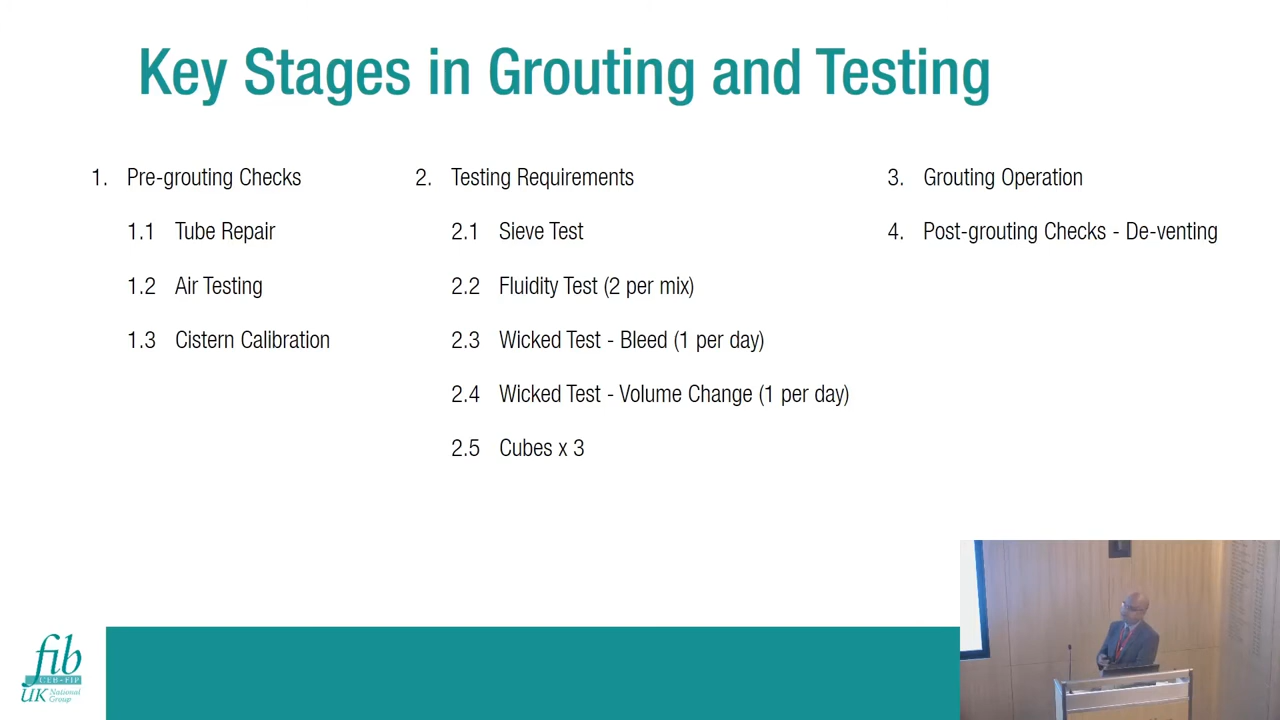 Key Stages in Grouting and Testing
1. Pre-grouting Checks
1.1 Tube Repair
1.2 Air Testing
1.3 Cistern Calibration
2. Testing Requirements
2.1 Sieve Test
2.2 Fluidity Test (2 per mix)
2.3 Wicked Test - Bleed (1 per day)
2.4 Wicked Test - Volume Change (1 per day)
2.5 Cubes x 3
3. Grouting Operation
4. Post-grouting Checks - De-venting
fib
CEB-FIP
UK National
Group